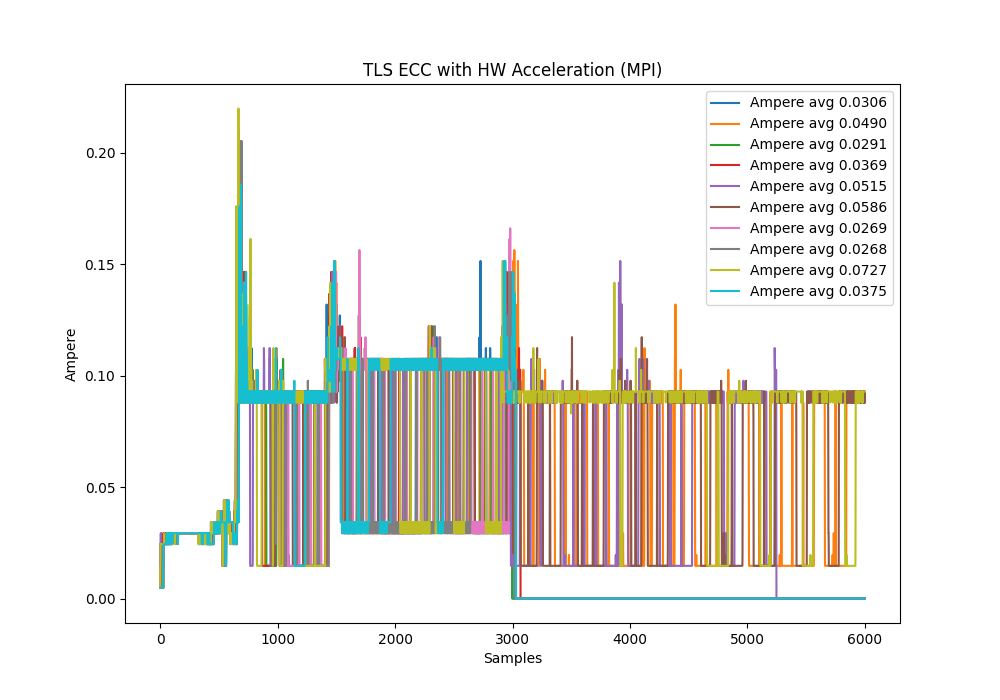 TLS ECC with HW Acceleration (MPI)
Ampere avg 0.0306
Ampere avg 0.0490
Ampere avg 0.0291
Ampere avg 0.0369
Ampere avg 0.0515
Ampere avg 0.0586
Ampere avg 0.0269
Ampere avg 0.0268
Ampere avg 0.0727
Ampere avg 0.0375
Ampere
0.20
0.15
0.10
0.05
0.00
0 1000 2000 3000 4000 5000 6000
Samples